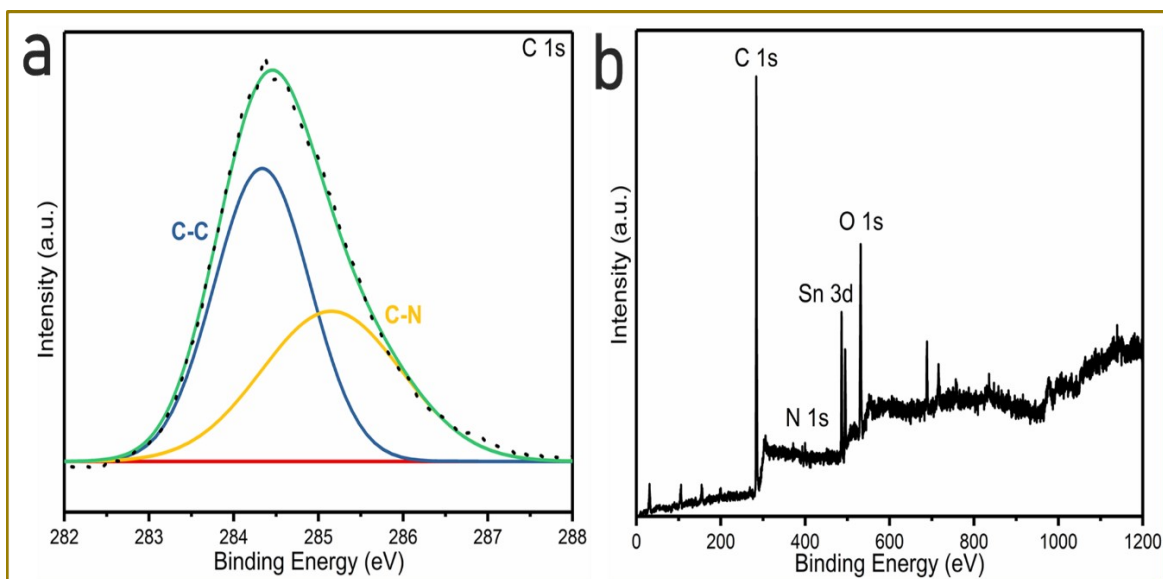 a
C 1s
C-C
C-N
Intensity (a.u.)
282 283 284 285 286 287 288
Binding Energy (eV)
b
C 1s
O 1s
Sn 3d
N 1s
Intensity (a.u.)
0 200 400 600 800 1000 1200
Binding Energy (eV)